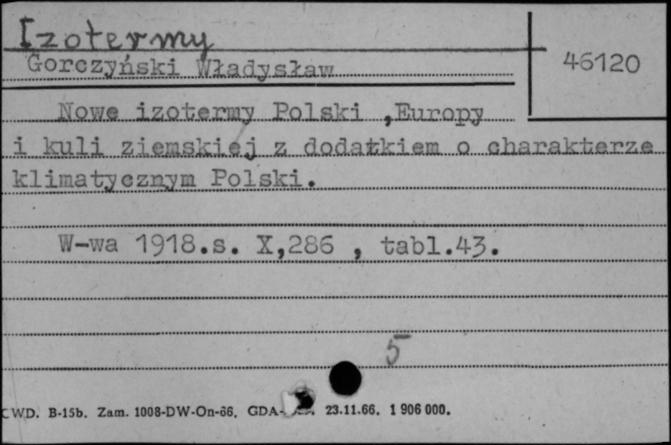 Izotermy
46120
Gorczyński Władysław
Nowe izotermy Polski ,Europy
i kuli ziemskiej z dodatkiem o charakterze
klimatycznym Polski.
W-wa 1918.s. X,286 , tabl.43.
5
CWD. B-15b. Zam. 1008-DW-On-66. GDA- 23.11.66. 1 906 000.